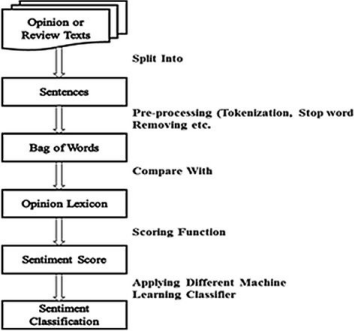 Opinion or
Review Texts
Split Into
Sentences
Pre-processing (Tokenization, Stop word
Removing etc.
Bag of Words
Compare With
Opinion Lexicon
Scoring Function
Sentiment Score
Applying Different Machine
Learning Classifier
Sentiment
Classification